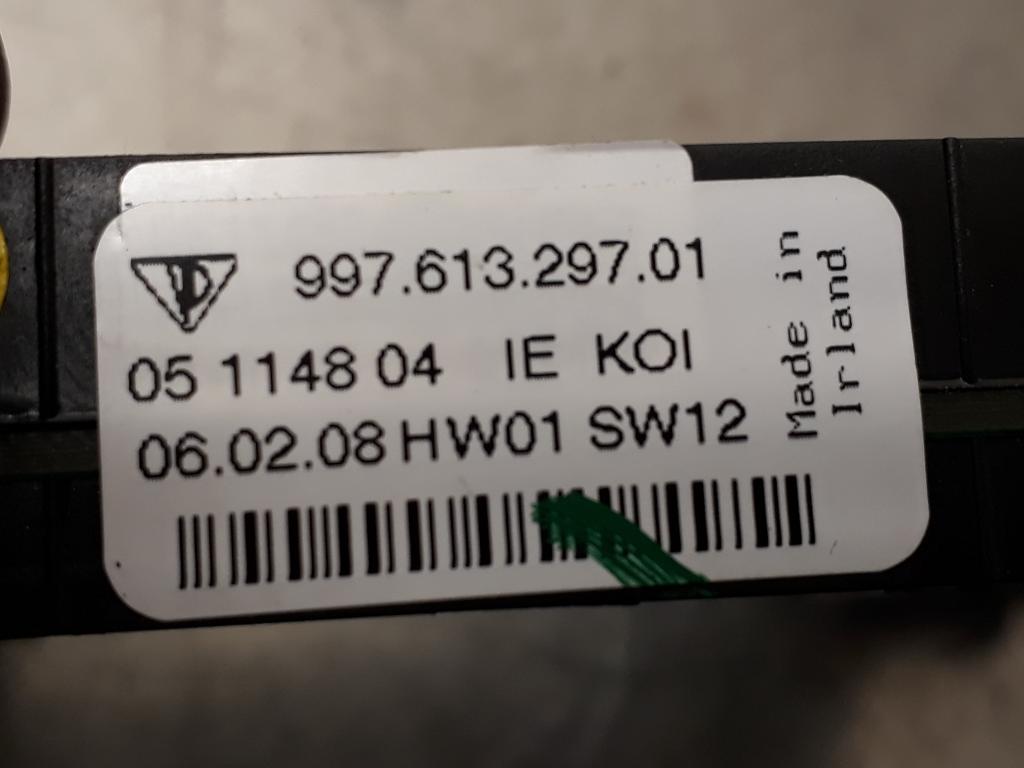 997.613.297.01
05 1148 04 IE KOI
06.02.08 HW01 SW12
Made in
Irland